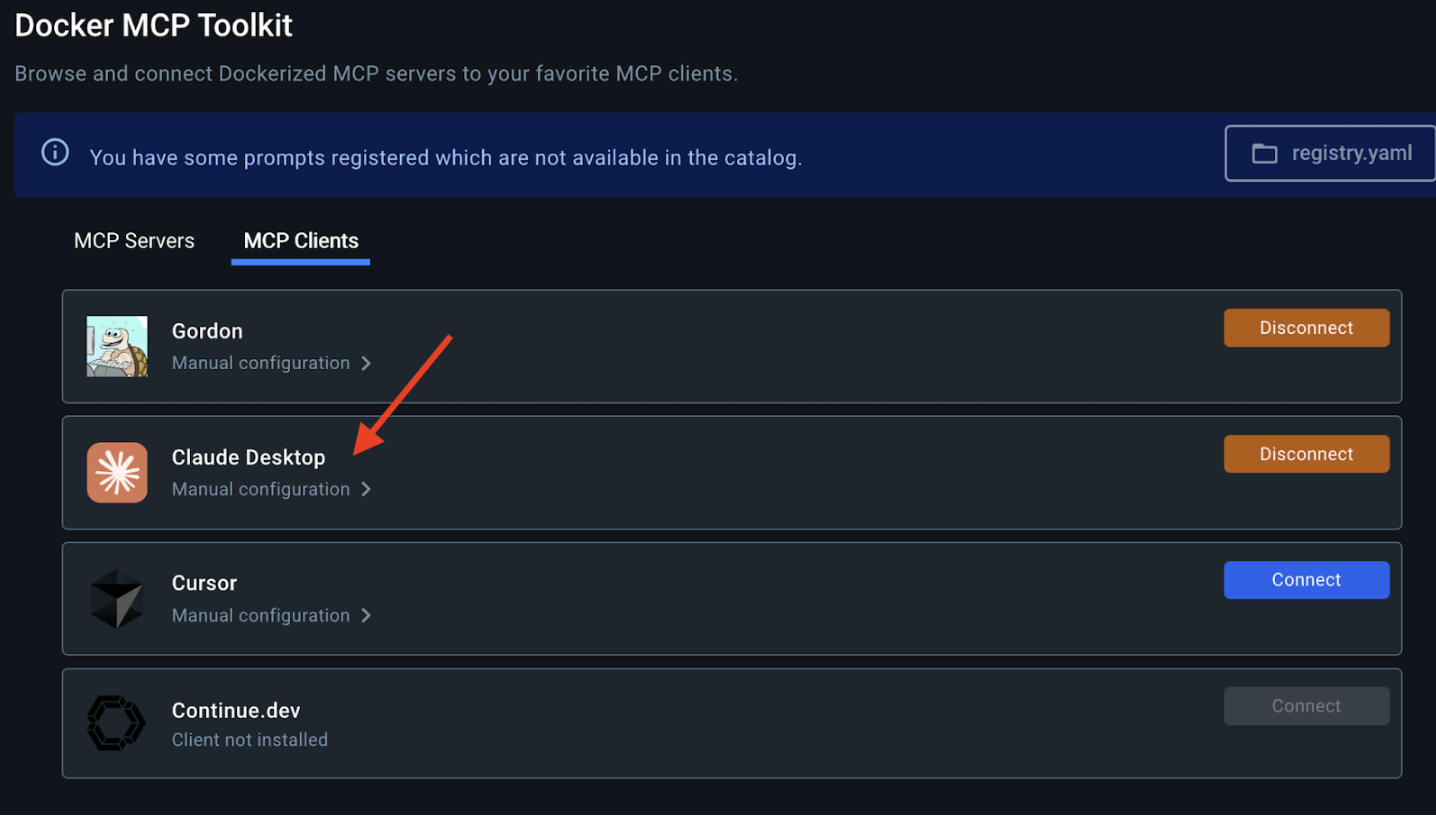 Docker MCP Toolkit
Browse and connect Dockerized MCP servers to your favorite MCP clients.
You have some prompts registered which are not available in the catalog.
registry.yaml
MCP Servers
MCP Clients
Gordon
Disconnect
Manual configuration
Claude Desktop
Disconnect
Manual configuration
Cursor
Connect
Manual configuration
Continue.dev
Connect
Client not installed